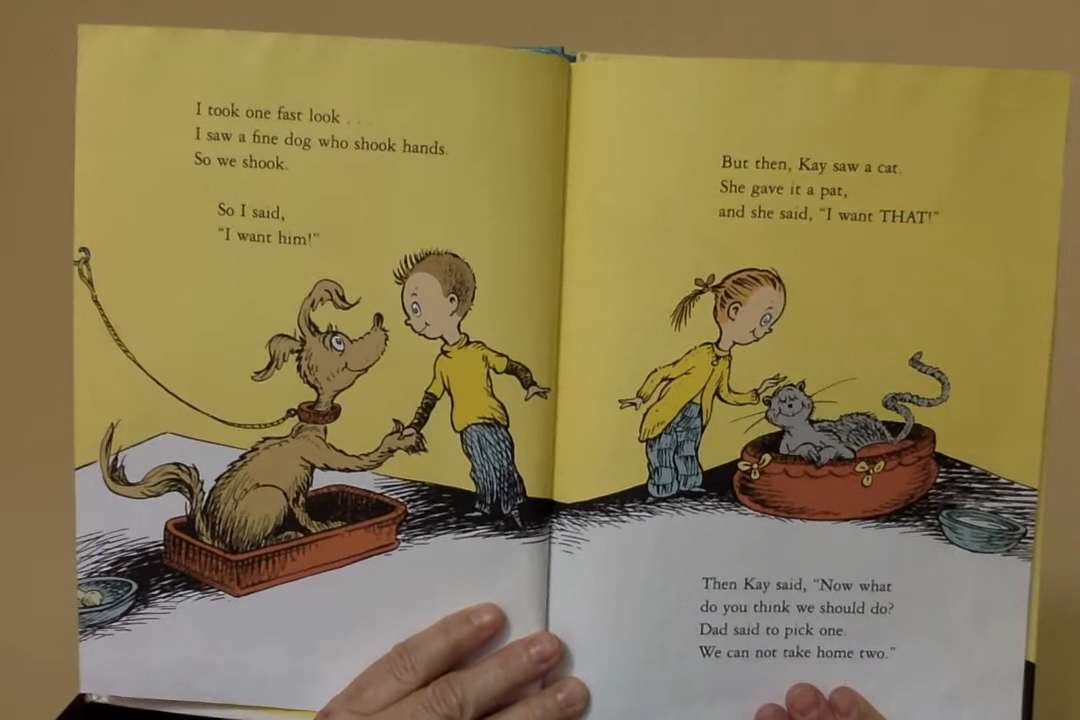 I took one fast look . . .
I saw a fine dog who shook hands.
So we shook.
So I said,
"I want him!"
But then, Kay saw a cat.
She gave it a pat,
and she said, "I want THAT!"
Then Kay said, "Now what
do you think we should do?
Dad said to pick one.
We can not take home two."